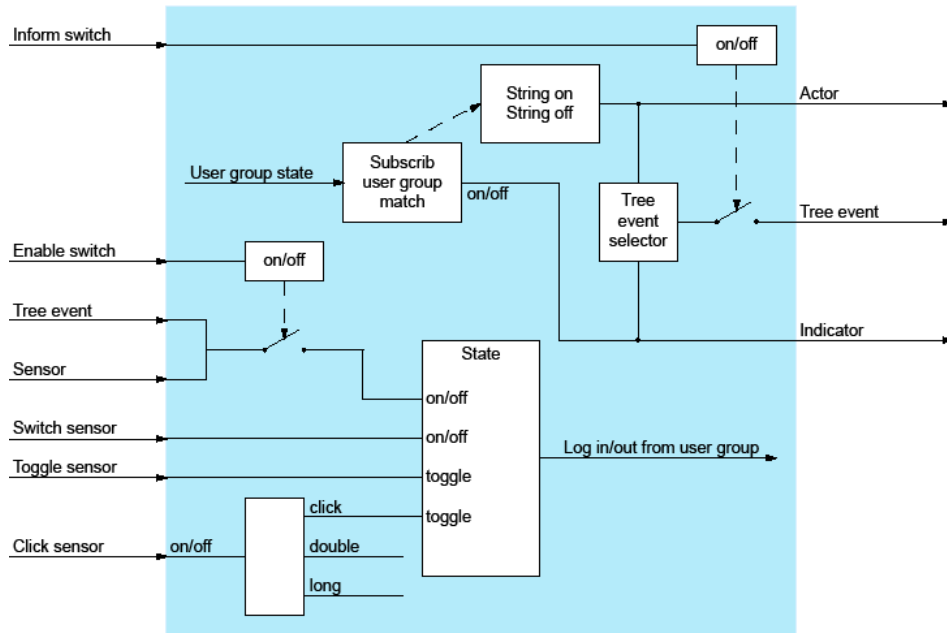 Inform switch
on/off
String on
String off
Actor
Subscrib
user group
match
User group state
on/off
Tree
event
selector
Tree event
Enable switch
on/off
Tree event
Indicator
State
Sensor
on/off
Switch sensor
on/off
Log in/out from user group
Toggle sensor
toggle
click
toggle
Click sensor
on/off
double
long